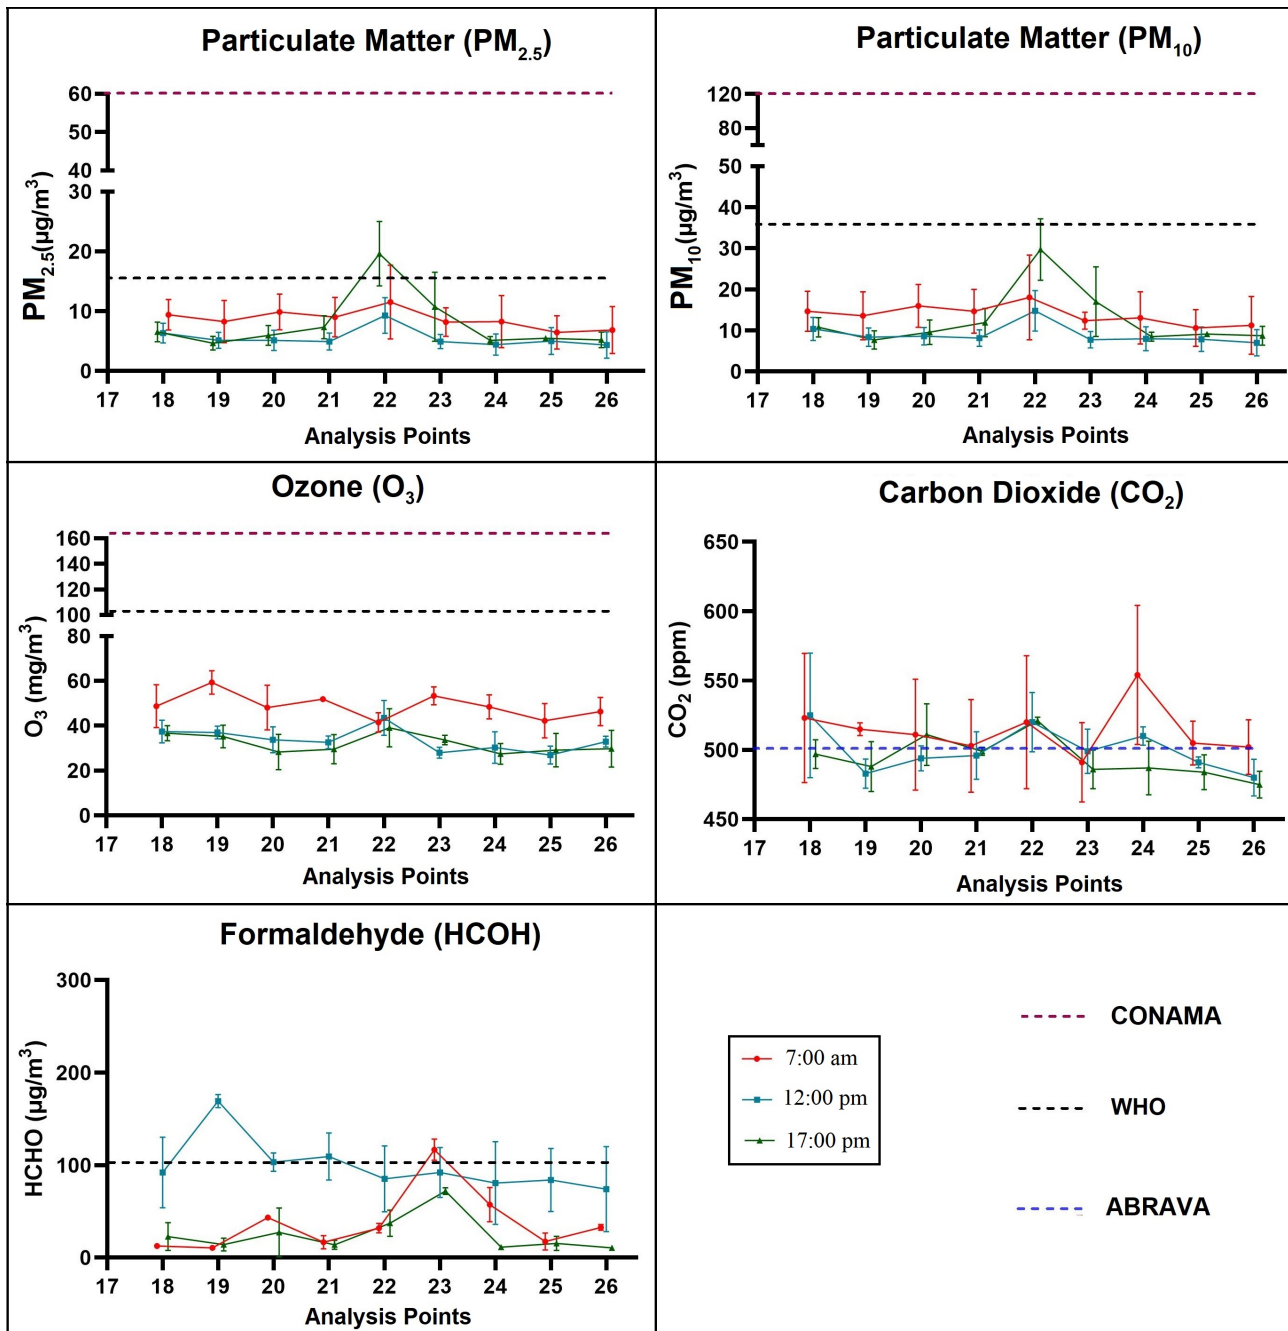 Particulate Matter (PM2.5)
PM2.5(µg/m3)
60
50
40
30
20
10
0
17 18 19 20 21 22 23 24 25 26
Analysis Points
Particulate Matter (PM10)
PM10(µg/m3)
120
80
50
40
30
20
10
0
17 18 19 20 21 22 23 24 25 26
Analysis Points
Ozone (O3)
O3 (mg/m3)
160
140
120
100
80
60
40
20
0
17 18 19 20 21 22 23 24 25 26
Analysis Points
Carbon Dioxide (CO2)
CO2 (ppm)
650
600
550
500
450
17 18 19 20 21 22 23 24 25 26
Analysis Points
Formaldehyde (HCOH)
HCHO (µg/m3)
300
200
100
0
17 18 19 20 21 22 23 24 25 26
Analysis Points
7:00 am
12:00 pm
17:00 pm
CONAMA
WHO
ABRAVA